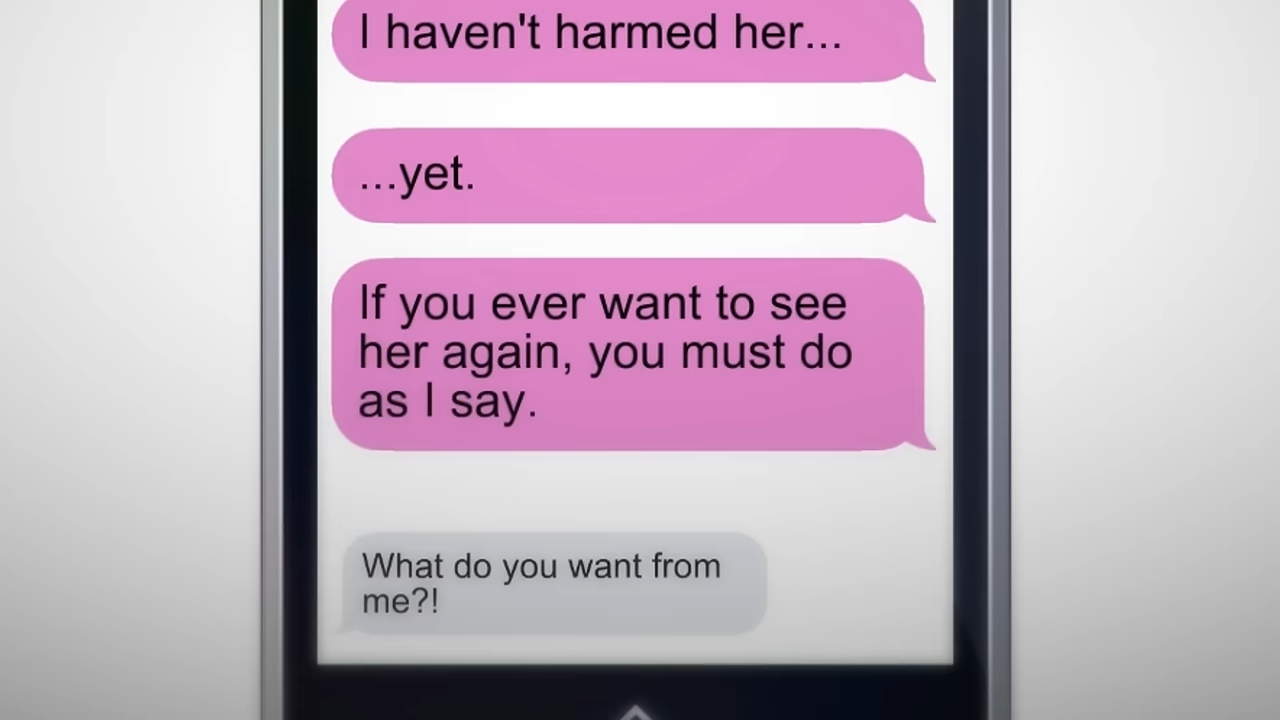 I haven't harmed her...
...yet.
If you ever want to see
her again, you must do
as I say.
What do you want from
me?!